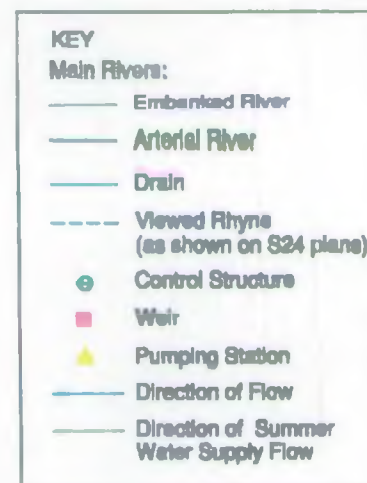 KEY
Main Rivers:
Embanked River
Arterial River
Drain
Viewed Rhyne
(as shown on S24 plans)
Control Structure
Weir
Pumping Station
Direction of Flow
Direction of Summer
Water Supply Flow